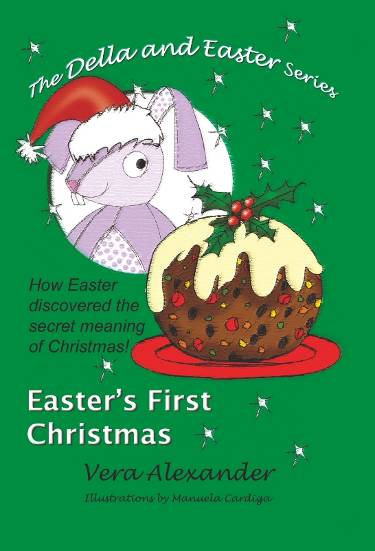 The Della and Easter Series
How Easter
discovered the
secret meaning
of Christmas!
Easter's First
Christmas
Vera Alexander
Illustrations by Manuela Cardiga